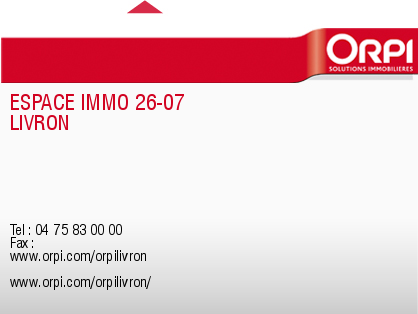 ORPI
SOLUTIONS IMMOBILIÈRES
ESPACE IMMO 26-07
LIVRON
Tel : 04 75 83 00 00
Fax :
www.orpi.com/orpilivron
www.orpi.com/orpilivron/